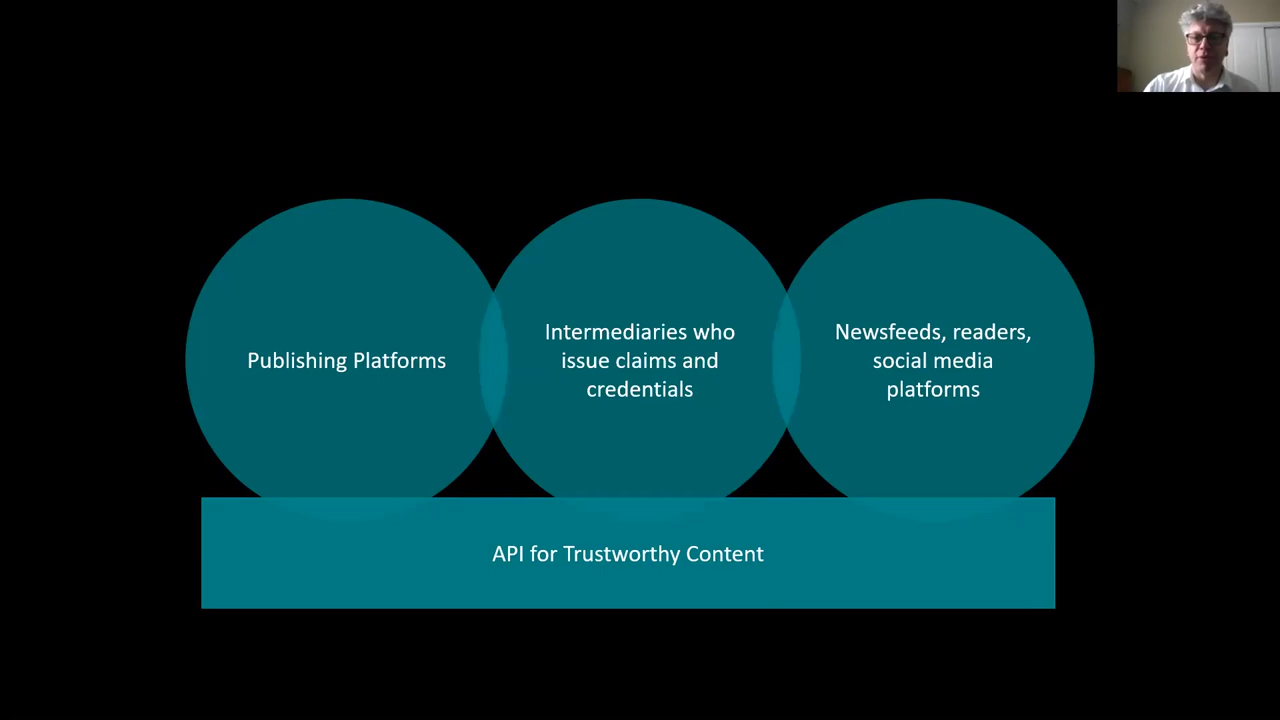 Publishing Platforms
Intermediaries who
issue claims and
credentials
Newsfeeds, readers,
social media
platforms
API for Trustworthy Content